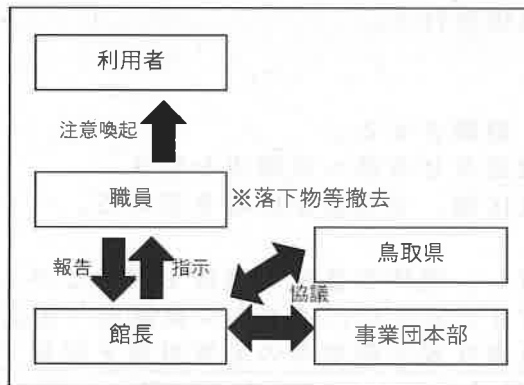 利用者
注意喚起
職員 ※落下物等撤去
報告 指示
鳥取県
協議
館長
事業団本部